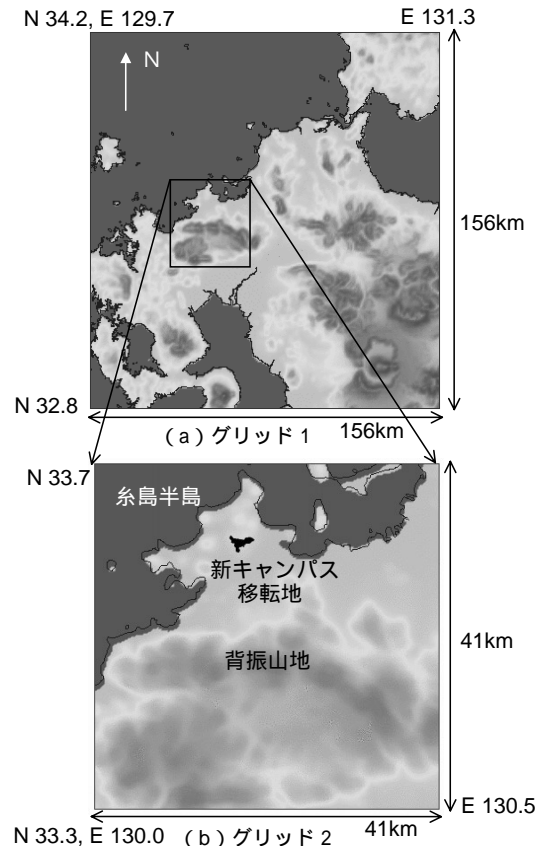 N 34.2, E 129.7
E 131.3
N
156km
N 32.8
156km
(a)グリッド1
N 33.7
糸島半島
新キャンパス
移転地
背振山地
41km
E 130.5
41km
N 33.3, E 130.0
(b)グリッド2